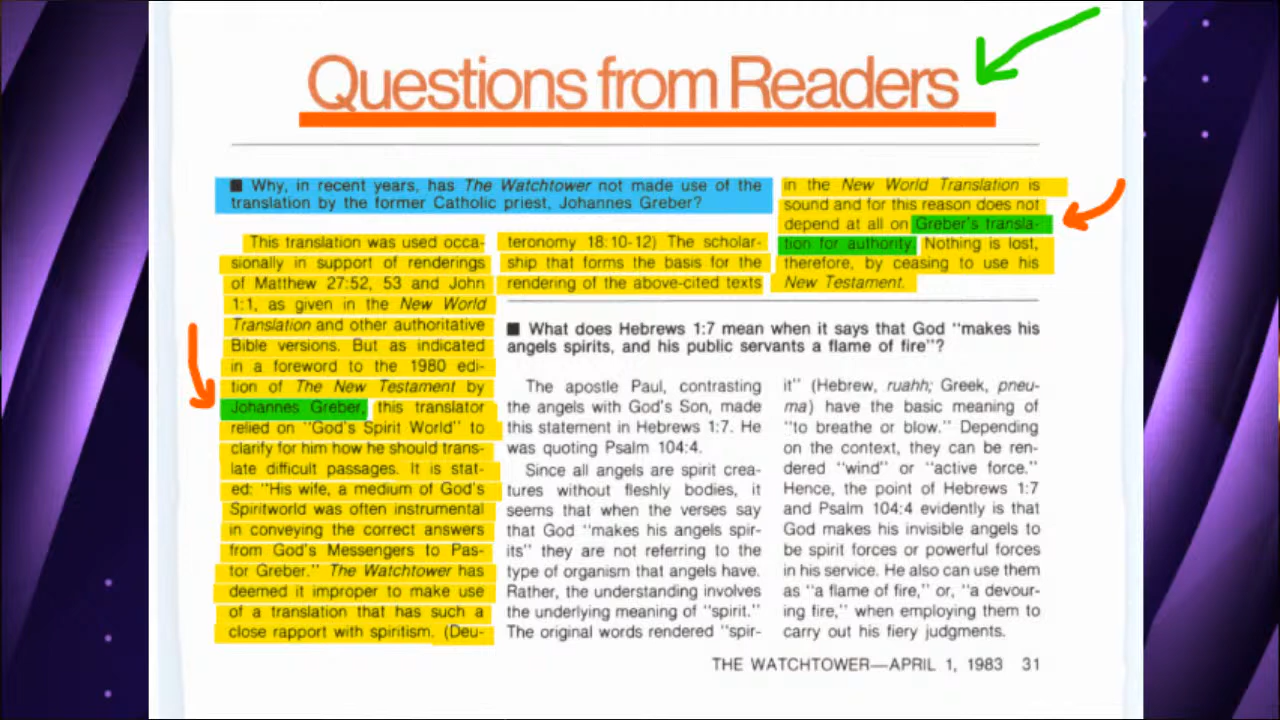 Questions from Readers
■ Why, in recent years, has The Watchtower not made use of the
translation by the former Catholic priest, Johannes Greber?
This translation was used occa-
sionally in support of renderings
of Matthew 27:52, 53 and John
1:1, as given in the New World
Translation and other authoritative
Bible versions. But as indicated
in a foreword to the 1980 edi-
tion of The New Testament by
Johannes Greber, this translator
relied on "God's Spirit World" to
clarify for him how he should trans-
late difficult passages. It is stat-
ed: "His wife, a medium of God's
Spiritworld was often instrumental
in conveying the correct answers
from God's Messengers to Pas-
tor Greber." The Watchtower has
deemed it improper to make use
of a translation that has such a
close rapport with spiritism. (Deu-
teronomy 18:10-12) The scholar-
ship that forms the basis for the
rendering of the above-cited texts
in the New World Translation is
sound and for this reason does not
depend at all on Greber's transla-
tion for authority. Nothing is lost,
therefore, by ceasing to use his
New Testament.
■ What does Hebrews 1:7 mean when it says that God "makes his
angels spirits, and his public servants a flame of fire"?
The apostle Paul, contrasting
the angels with God's Son, made
this statement in Hebrews 1:7. He
was quoting Psalm 104:4.
Since all angels are spirit crea-
tures without fleshly bodies, it
seems that when the verses say
that God "makes his angels spir-
its" they are not referring to the
type of organism that angels have.
Rather, the understanding involves
the underlying meaning of "spirit."
The original words rendered "spir-
it" (Hebrew, ruahh; Greek, pneu-
ma) have the basic meaning of
"to breathe or blow." Depending
on the context, they can be ren-
dered "wind" or "active force."
Hence, the point of Hebrews 1:7
and Psalm 104:4 evidently is that
God makes his invisible angels to
be spirit forces or powerful forces
in his service. He also can use them
as "a flame of fire," or, "a devour-
ing fire," when employing them to
carry out his fiery judgments.
THE WATCHTOWER—APRIL 1, 1983 31